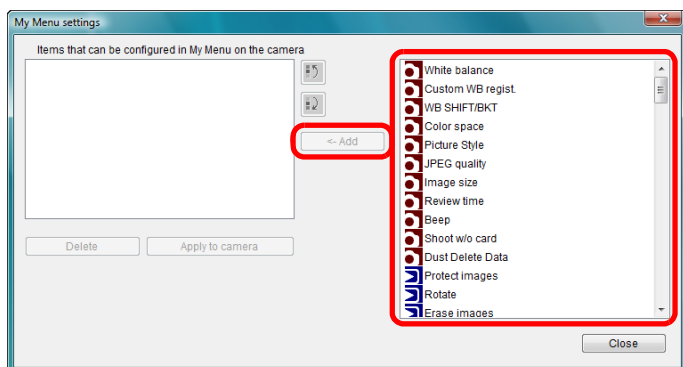 My Menu settings
Items that can be configured in My Menu on the camera
<- Add
Delete
Apply to camera
White balance
Custom WB regist.
WB SHIFT/BKT
Color space
Picture Style
JPEG quality
Image size
Review time
Beep
Shoot w/o card
Dust Delete Data
Protect images
Rotate
Erase images
Close